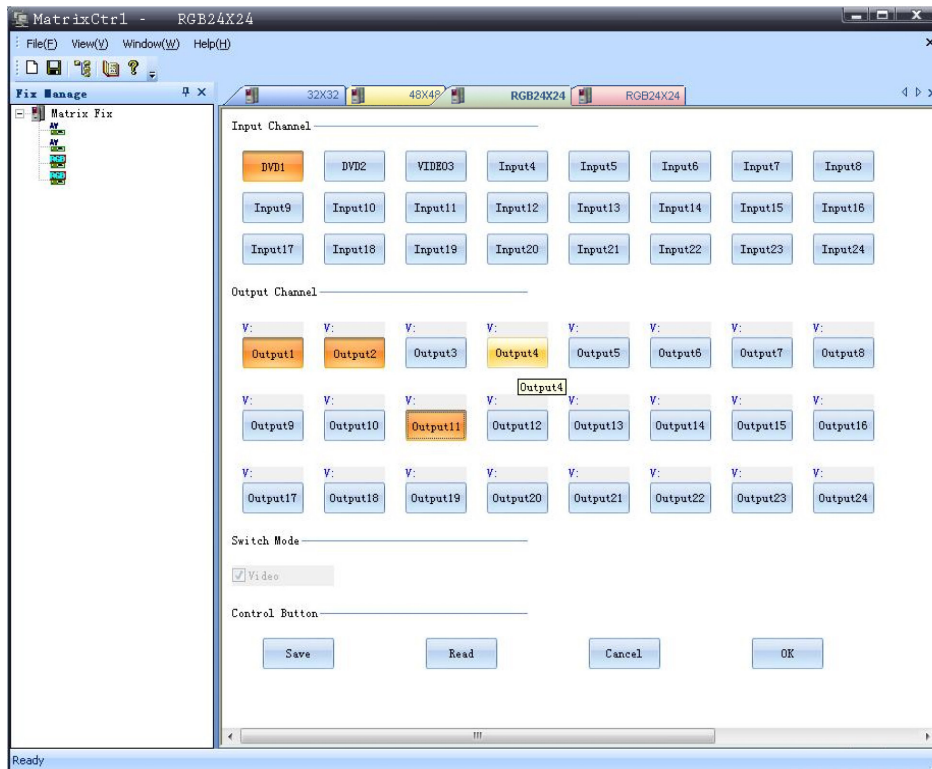 MatrixCtrl - RGB24X24
File(F) View(V) Window(W) Help(H)
Fix Manage
32X32 48X48 RGB24X24 RGB24X24
Matrix Fix
AV
AV
RGB
RGB
Input Channel
DVD1 DVD2 VIDEO3 Input4 Input5 Input6 Input7 Input8
Input9 Input10 Input11 Input12 Input13 Input14 Input15 Input16
Input17 Input18 Input19 Input20 Input21 Input22 Input23 Input24
Output Channel
V: V: V: V: V: V: V: V:
Output1 Output2 Output3 Output4 Output5 Output6 Output7 Output8
Output4
V: V: V: V: V: V: V: V:
Output9 Output10 Output11 Output12 Output13 Output14 Output15 Output16
V: V: V: V: V: V: V: V:
Output17 Output18 Output19 Output20 Output21 Output22 Output23 Output24
Switch Mode
Video
Control Button
Save Read Cancel OK
Ready